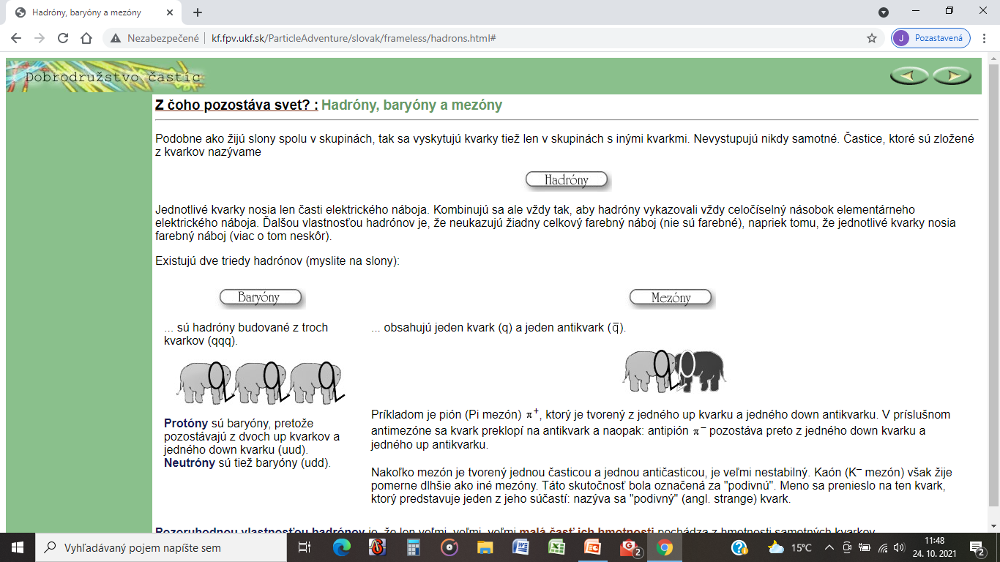 Hadróny, baryóny a mezóny
Nezabezpečené
kf.fpv.ukf.sk/ParticleAdventure/slovak/frameless/hadrons.html#
J
Pozastavená
Dobrodružstvo častíc
Z čoho pozostáva svet? : Hadróny, baryóny a mezóny
Podobne ako žijú slony spolu v skupinách, tak sa vyskytujú kvarky tiež len v skupinách s inými kvarkmi. Nevystupujú nikdy samotné. Častice, ktoré sú zložené
z kvarkov nazývame
Hadróny
Jednotlivé kvarky nosia len časti elektrického náboja. Kombinujú sa ale vždy tak, aby hadróny vykazovali vždy celočíselný násobok elementárneho
elektrického náboja. Ďalšou vlastnosťou hadrónov je, že neukazujú žiadny celkový farebný náboj (nie sú farebné), napriek tomu, že jednotlivé kvarky nosia
farebný náboj (viac o tom neskôr).
Existujú dve triedy hadrónov (myslite na slony):
Baryóny
... sú hadróny budované z troch
kvarkov (qqq).
q q q
Protóny sú baryóny, pretože
pozostávajú z dvoch up kvarkov a
jedného down kvarku (uud).
Neutróny sú tiež baryóny (udd).
Mezóny
... obsahujú jeden kvark (q) a jeden antikvark (q̅).
q q
Príkladom je pión (Pi mezón) π⁺, ktorý je tvorený z jedného up kvarku a jedného down antikvarku. V príslušnom
antimezóne sa kvark preklopí na antikvark a naopak: antipión π⁻ pozostáva preto z jedného down kvarku a
jedného up antikvarku.
Nakoľko mezón je tvorený jednou časticou a jednou antičasticou, je veľmi nestabilný. Kaón (K⁻ mezón) však žije
pomerne dlhšie ako iné mezóny. Táto skutočnosť bola označená za "podivnú". Meno sa prenieslo na ten kvark,
ktorý predstavuje jeden z jeho súčastí: nazýva sa "podivný" (angl. strange) kvark.
Pozoruhodnou vlastnosťou hadrónov je, že len veľmi, veľmi, veľmi malá časť ich hmotnosti pochádza z hmotnosti samotných kvarkov
Vyhľadávaný pojem napíšte sem
2
15°C
11:48
24. 10. 2021
2